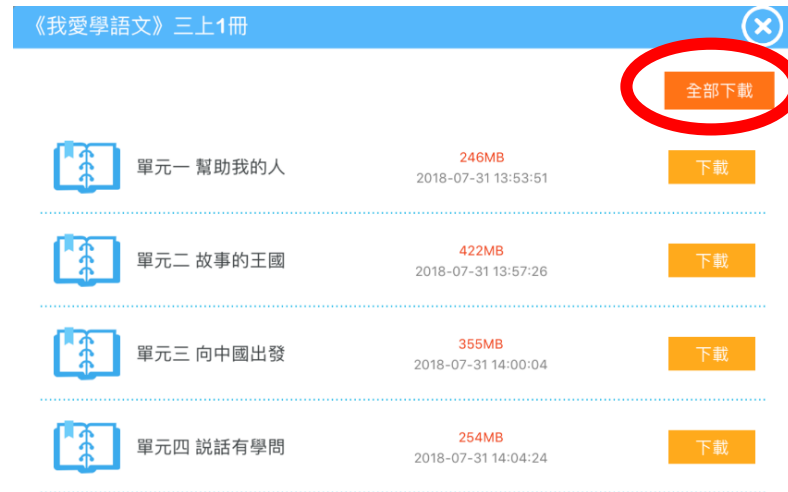 《我愛學語文》三上1冊
全部下載
單元一 幫助我的人
246MB
2018-07-31 13:53:51
下載
單元二 故事的王國
422MB
2018-07-31 13:57:26
下載
單元三 向中國出發
355MB
2018-07-31 14:00:04
下載
單元四 説話有學問
254MB
2018-07-31 14:04:24
下載